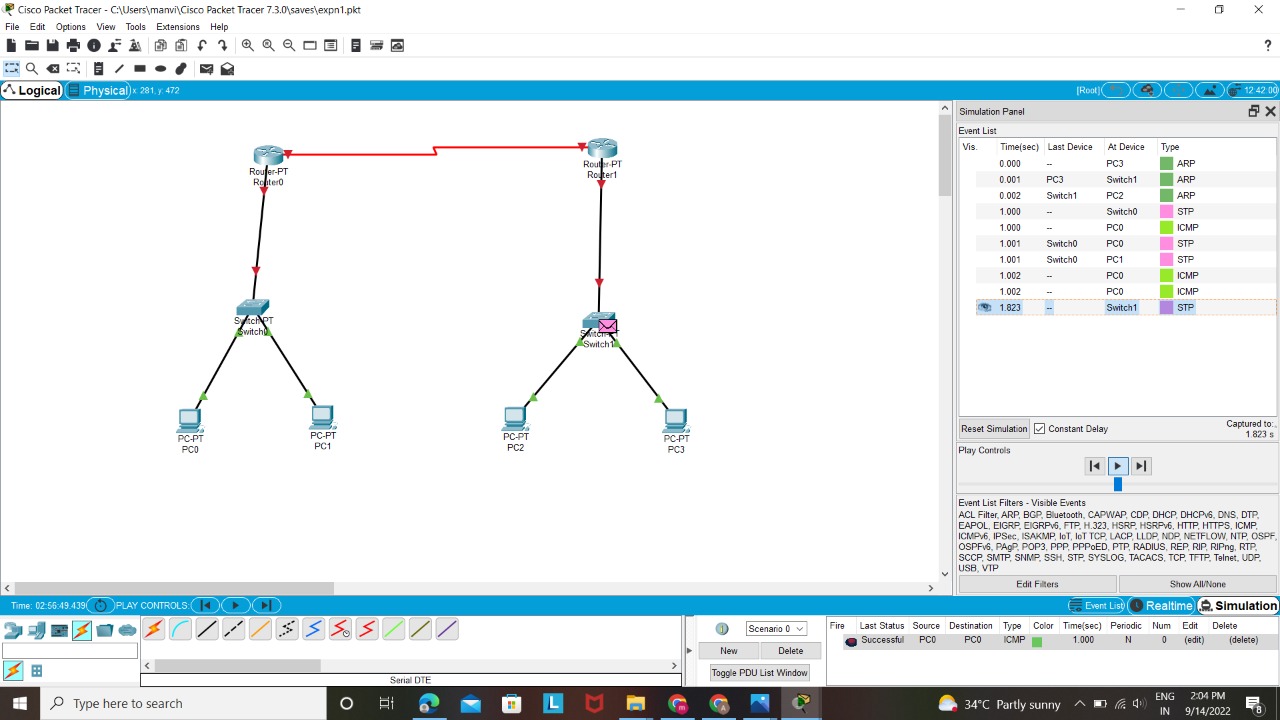 Cisco Packet Tracer - C:\Users\manvi\Cisco Packet Tracer 7.3.0\saves\expn1.pkt
File Edit Options View Tools Extensions Help
?
Logical Physical x: 281, y: 472 [Root] 12:42:00
Simulation Panel
Event List
Vis. Time(sec) Last Device At Device Type
0.000 -- PC3 ARP
0.001 PC3 Switch1 ARP
0.002 Switch1 PC2 ARP
1.000 -- Switch0 STP
1.000 -- PC0 ICMP
1.001 Switch0 PC0 STP
1.001 Switch0 PC1 STP
1.002 -- PC0 ICMP
1.002 -- PC0 ICMP
1.823 -- Switch1 STP
Router-PT
Router0
Router-PT
Router1
Switch-PT
Switch0
Switch-PT
Switch1
PC-PT
PC0
PC-PT
PC1
PC-PT
PC2
PC-PT
PC3
Reset Simulation Constant Delay Captured to:
1.823 s
Play Controls
Event List Filters - Visible Events
ACL Filter, ARP, BGP, Bluetooth, CAPWAP, CDP, DHCP, DHCPv6, DNS, DTP,
EAPOL, EIGRP, EIGRPv6, FTP, H.323, HSRP, HSRPv6, HTTP, HTTPS, ICMP,
ICMPv6, IPSec, ISAKMP, IoT, IoT TCP, LACP, LLDP, NDP, NETFLOW, NTP, OSPF,
OSPFv6, PAgP, POP3, PPP, PPPoED, PTP, RADIUS, REP, RIP, RIPng, RTP,
SCCP, SMTP, SNMP, SSH, STP, SYSLOG, TACACS, TCP, TFTP, Telnet, UDP,
USB, VTP
Edit Filters Show All/None
Time: 02:56:49.439 PLAY CONTROLS: Event List Realtime Simulation
Scenario 0
New Delete
Toggle PDU List Window
Fire Last Status Source Destination Type Color Time(sec) Periodic Num Edit Delete
Successful PC0 PC0 ICMP 1.000 N 0 (edit) (delete)
Serial DTE
Type here to search
34°C Partly sunny
ENG
IN
2:04 PM
9/14/2022
8